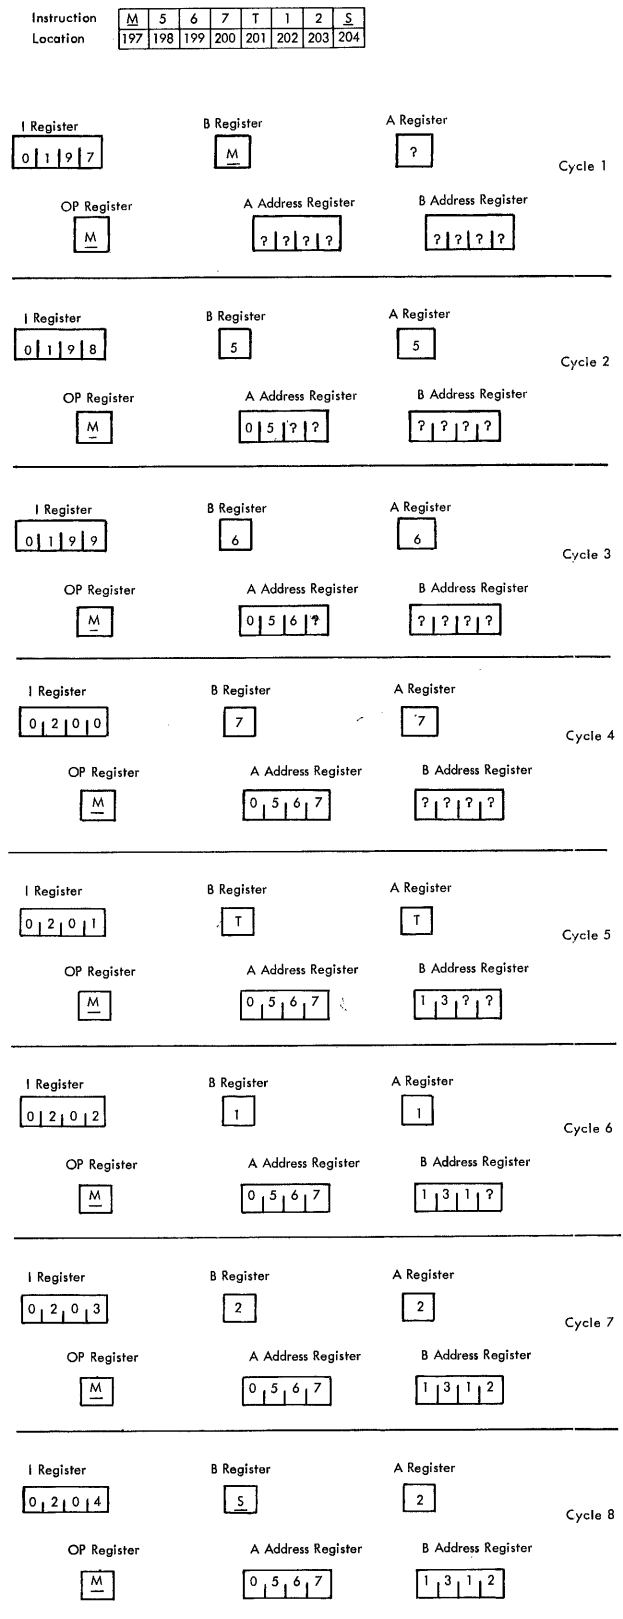 Instruction M 5 6 7 T 1 2 S
Location 197 198 199 200 201 202 203 204
I Register B Register A Register
0 1 9 7 M ?
Cycle 1
OP Register A Address Register B Address Register
M ? ? ? ? ? ? ? ?
I Register B Register A Register
0 1 9 8 5 5
Cycle 2
OP Register A Address Register B Address Register
M 0 5 ? ? ? ? ? ?
I Register B Register A Register
0 1 9 9 6 6
Cycle 3
OP Register A Address Register B Address Register
M 0 5 6 ? ? ? ? ?
I Register B Register A Register
0 2 0 0 7 7
Cycle 4
OP Register A Address Register B Address Register
M 0 5 6 7 ? ? ? ?
I Register B Register A Register
0 2 0 1 T T
Cycle 5
OP Register A Address Register B Address Register
M 0 5 6 7 1 3 ? ?
I Register B Register A Register
0 2 0 2 1 1
Cycle 6
OP Register A Address Register B Address Register
M 0 5 6 7 1 3 1 ?
I Register B Register A Register
0 2 0 3 2 2
Cycle 7
OP Register A Address Register B Address Register
M 0 5 6 7 1 3 1 2
I Register B Register A Register
0 2 0 4 S 2
Cycle 8
OP Register A Address Register B Address Register
M 0 5 6 7 1 3 1 2